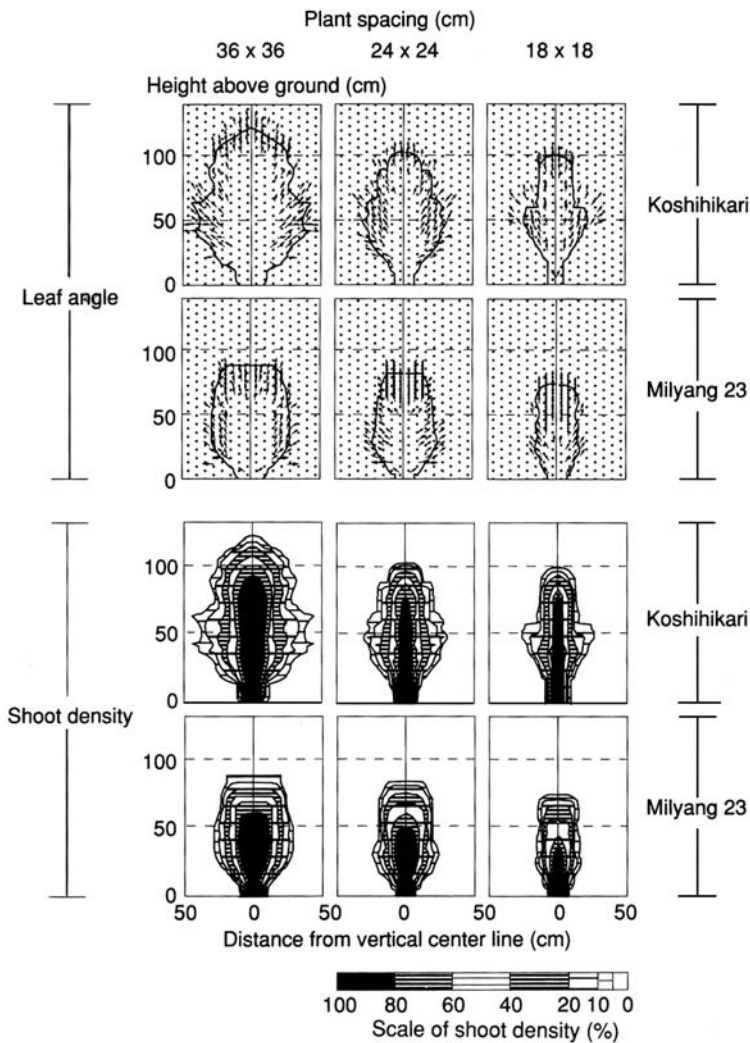 Plant spacing (cm)
36 x 36 24 x 24 18 x 18
Height above ground (cm)
100
50
0
Koshihikari
Leaf angle
100
50
0
Milyang 23
100
50
0
Koshihikari
Shoot density
100
50
0
Milyang 23
50 0 50 0 50 0 50
Distance from vertical center line (cm)
100 80 60 40 20 10 0
Scale of shoot density (%)